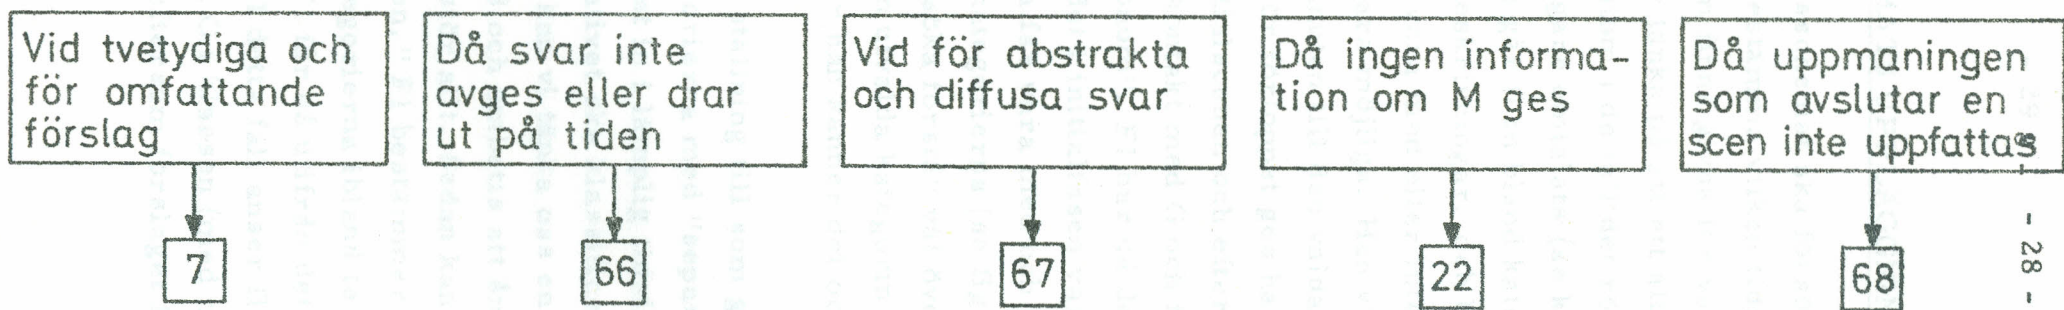 Vid tvetydiga och
för omfattande
förslag
7
Då svar inte
avges eller drar
ut på tiden
66
Vid för abstrakta
och diffusa svar
67
Då ingen informa-
tion om M ges
22
Då uppmaningen
som avslutar en
scen inte uppfattas
68
- 28 -